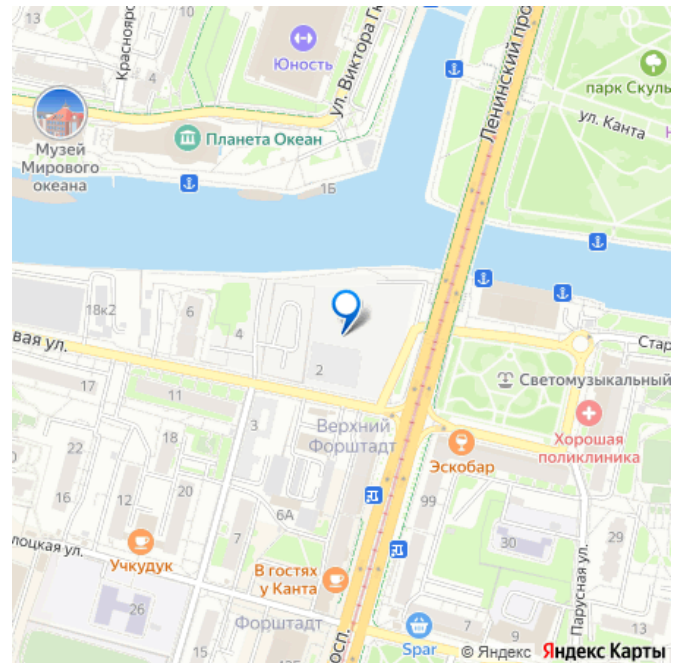 10
Краснояр
4
Юность
ул. Виктора Гю
Ленинский про
парк Скуль
ул. Канта
Планета Океан
Музей
Мирового
океана
1Б
18к2
6
4
2
вая ул.
17
11
3
Стар
Светомузыкальный
Хорошая
поликлиника
Верхний
Форштадт
Эскобар
22
18
16
12
20
6А
7
99
30
29
лоцкая ул.
Учкудук
В гостях
у Канта
Парусная ул.
26
Форштадт
осп.
Spar
7
9
13
© Яндекс Яндекс Карты